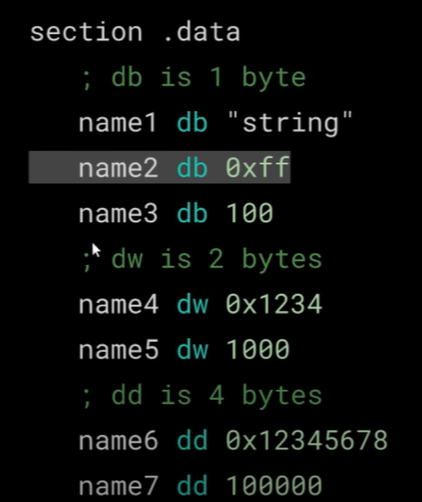 section .data
; db is 1 byte
name1 db "string"
name2 db 0xff
name3 db 100
; dw is 2 bytes
name4 dw 0x1234
name5 dw 1000
; dd is 4 bytes
name6 dd 0x12345678
name7 dd 100000